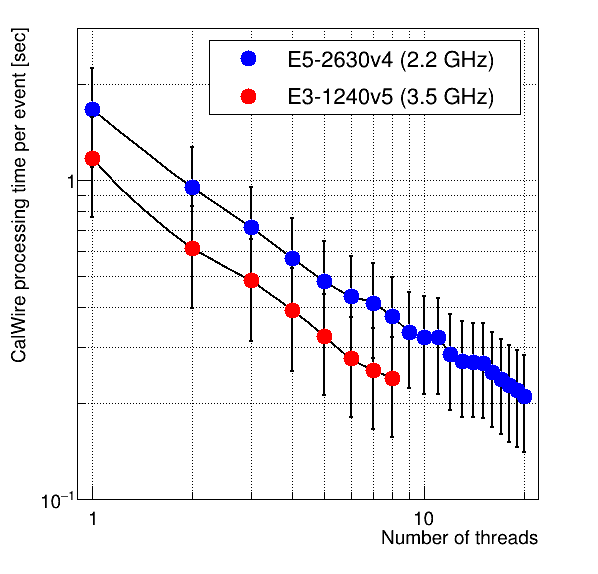 CalWire processing time per event [sec]
E5-2630v4 (2.2 GHz)
E3-1240v5 (3.5 GHz)
1
10⁻¹
1
10
Number of threads